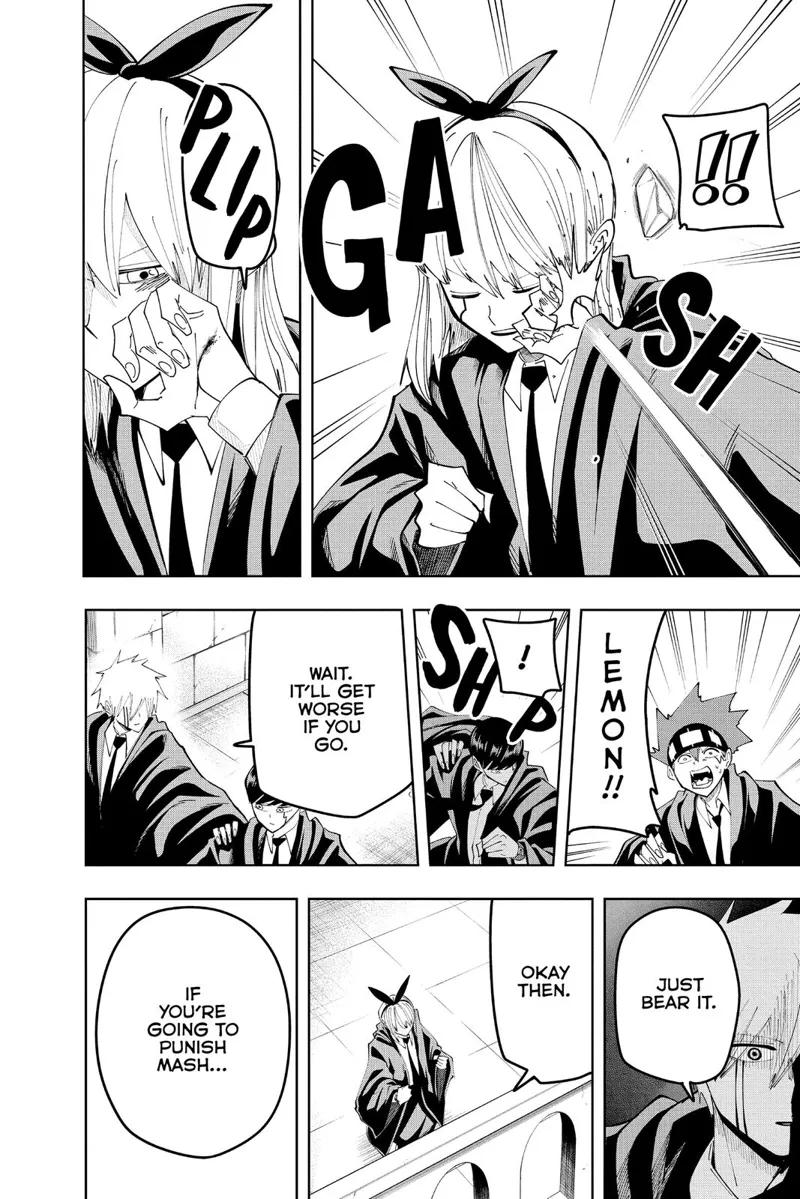 !!
GA
SH
PLIP
LEMON!!
!
SHP
WAIT.
IT'LL GET
WORSE
IF YOU
GO.
JUST
BEAR IT.
OKAY
THEN.
IF
YOU'RE
GOING TO
PUNISH
MASH...